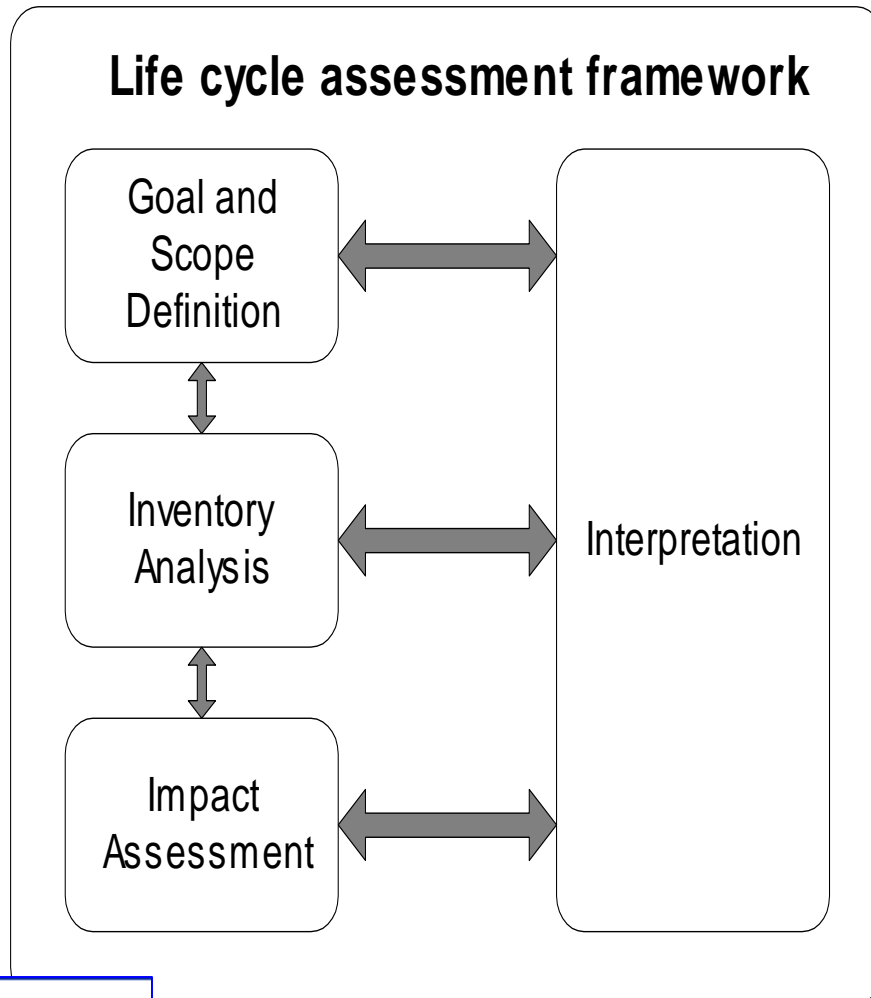 Life cycle assessment framework
Goal and
Scope
Definition
Inventory
Analysis
Interpretation
Impact
Assessment